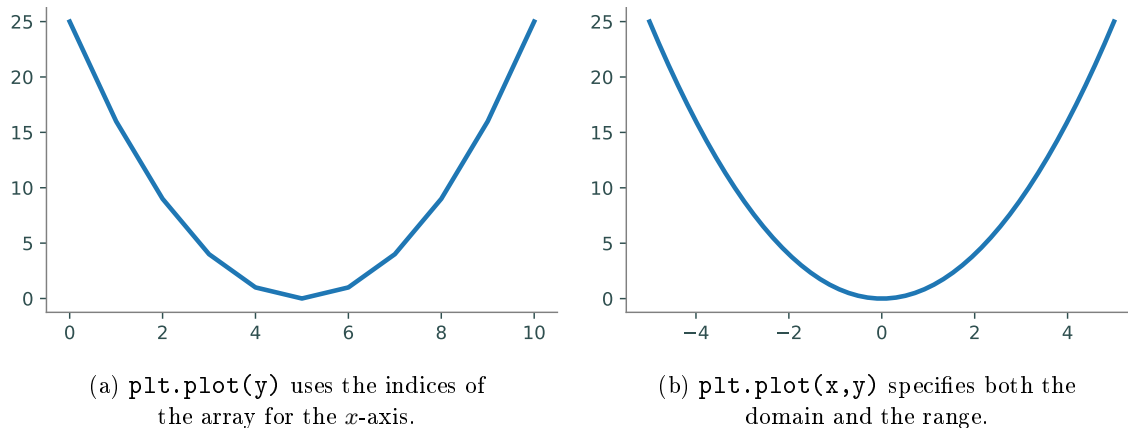 25
20
15
10
5
0
0 2 4 6 8 10
(a) plt.plot(y) uses the indices of
the array for the x-axis.
25
20
15
10
5
0
−4 −2 0 2 4
(b) plt.plot(x,y) specifies both the
domain and the range.